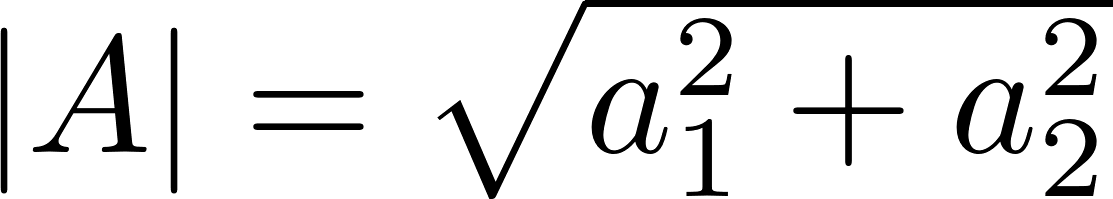 |A| = √(a₁² + a₂²)